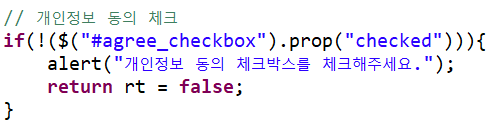 // 개인정보 동의 체크
if(!($("#agree_checkbox").prop("checked"))){
    alert("개인정보 동의 체크박스를 체크해주세요.");
    return rt = false;
}